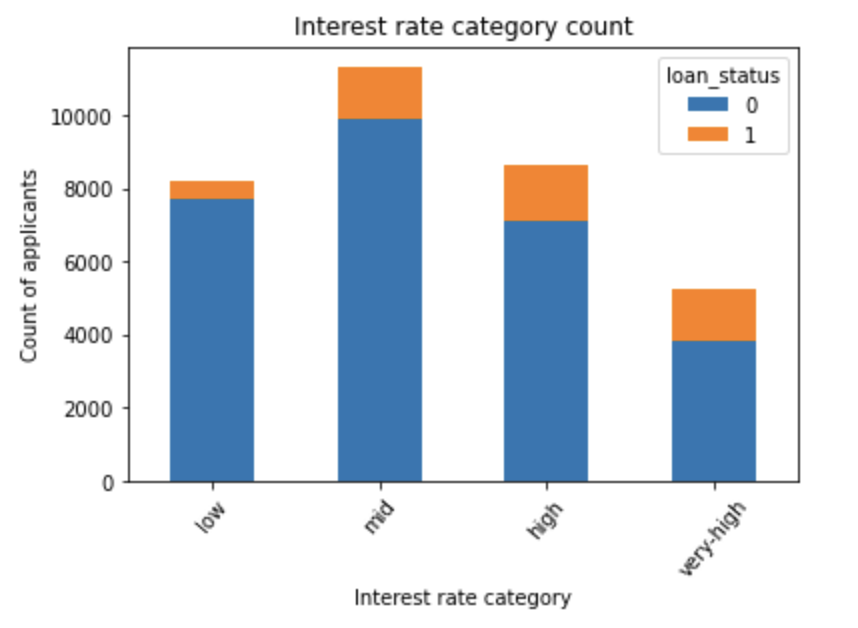 Interest rate category count
loan_status
0
1
Count of applicants
10000
8000
6000
4000
2000
0
low
mid
high
very-high
Interest rate category